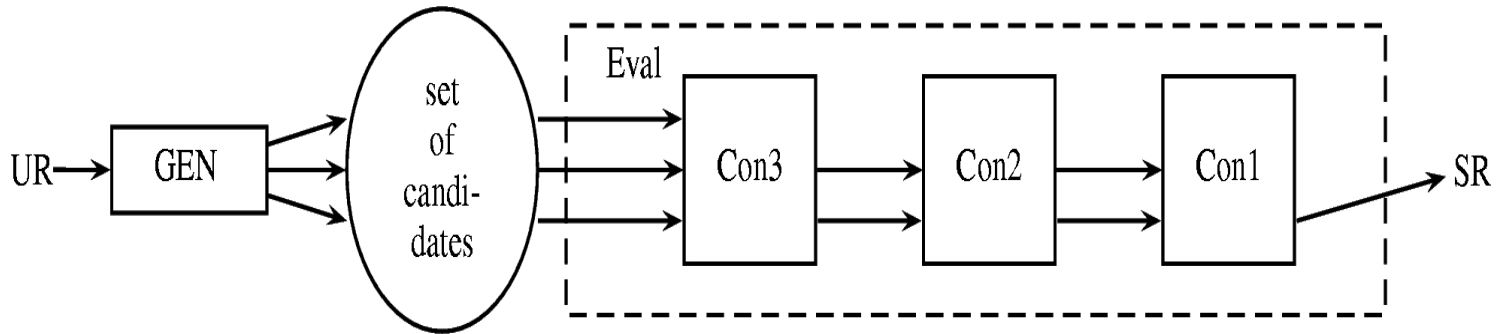 UR
GEN
set
of
candi-
dates
Eval
Con3
Con2
Con1
SR